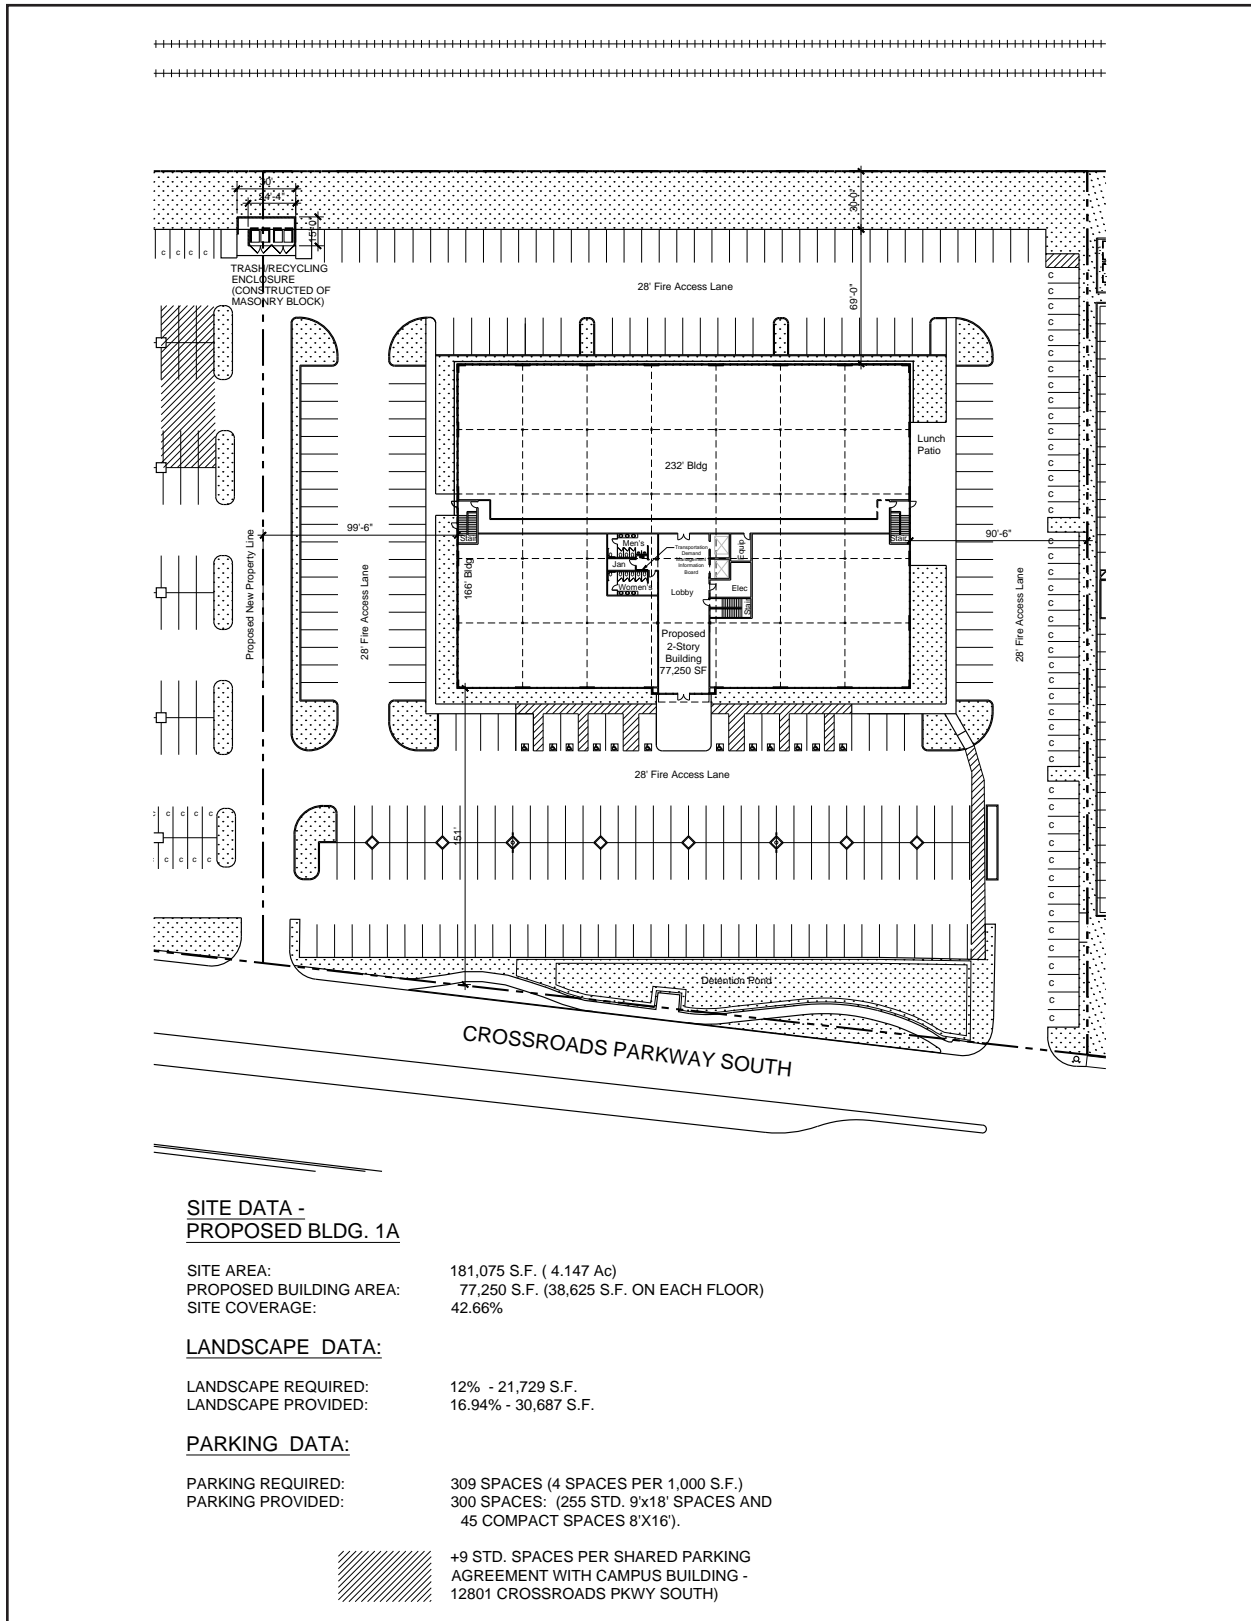 30'
24'-4"
15'-0"
30'-0"
c c c c
TRASH/RECYCLING
ENCLOSURE
(CONSTRUCTED OF
MASONRY BLOCK)
28' Fire Access Lane
69'-0"
Lunch
Patio
232' Bldg
99'-6"
90'-6"
Stair
Stair
Men's
Jan
Women's
Transportation
Demand
Management
Information
Board
Equip.
Elec
Lobby
Stair
166' Bldg
Proposed New Property Line
28' Fire Access Lane
28' Fire Access Lane
Proposed
2-Story
Building
77,250 SF
28' Fire Access Lane
151'
Detention Pond
CROSSROADS PARKWAY SOUTH
SITE DATA -
PROPOSED BLDG. 1A
SITE AREA: 181,075 S.F. ( 4.147 Ac)
PROPOSED BUILDING AREA: 77,250 S.F. (38,625 S.F. ON EACH FLOOR)
SITE COVERAGE: 42.66%
LANDSCAPE DATA:
LANDSCAPE REQUIRED: 12% - 21,729 S.F.
LANDSCAPE PROVIDED: 16.94% - 30,687 S.F.
PARKING DATA:
PARKING REQUIRED: 309 SPACES (4 SPACES PER 1,000 S.F.)
PARKING PROVIDED: 300 SPACES: (255 STD. 9'x18' SPACES AND
45 COMPACT SPACES 8'X16').
+9 STD. SPACES PER SHARED PARKING
AGREEMENT WITH CAMPUS BUILDING -
12801 CROSSROADS PKWY SOUTH)